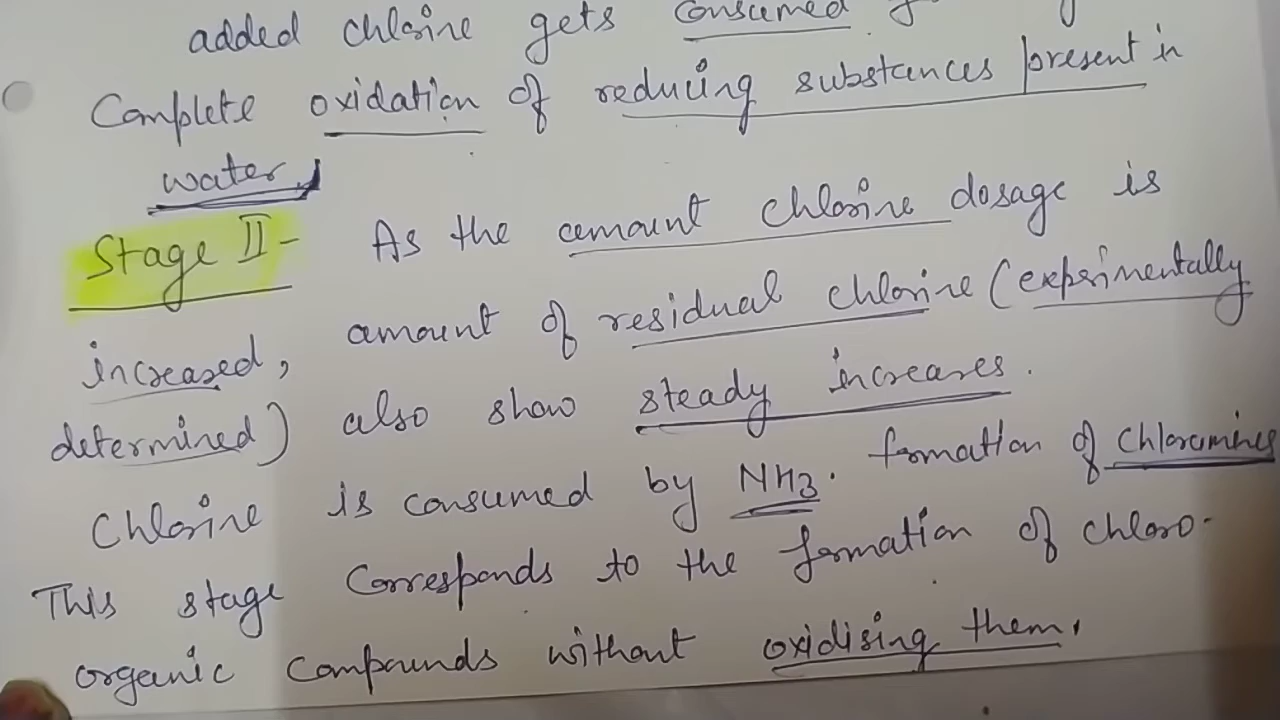 added chlorine gets consumed
Complete oxidation of reducing substances present in
water.
Stage II - As the amount chlorine dosage is
increased, amount of residual chlorine (experimentally
determined) also show steady increases.
Chlorine is consumed by NH3. formation of Chloramines
This stage corresponds to the formation of chloro-
organic compounds without oxidising them.